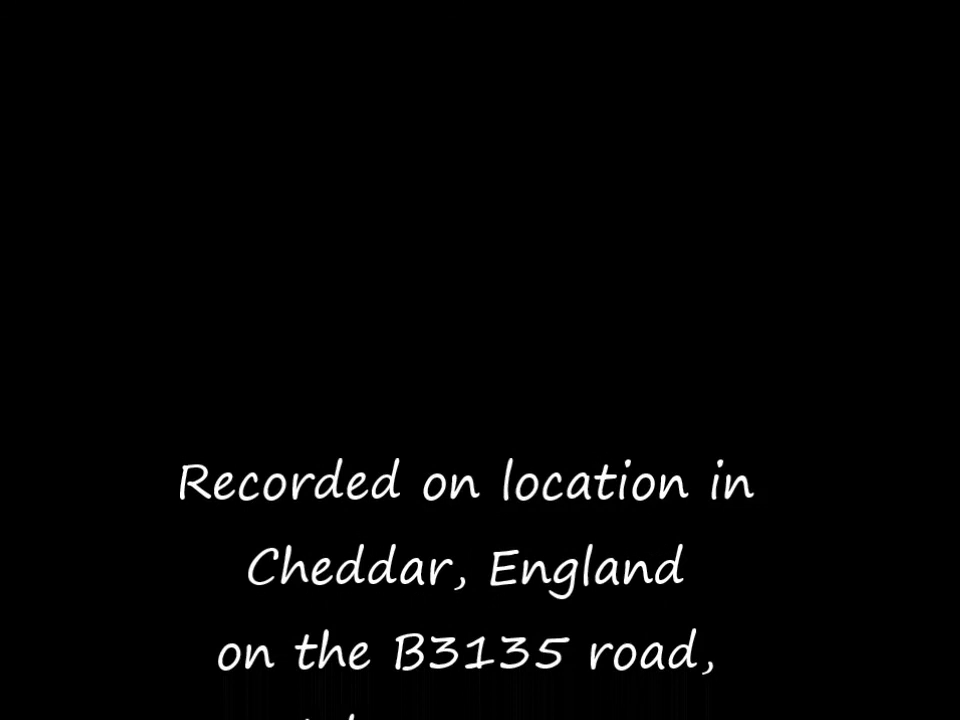 Recorded on location in
Cheddar, England
on the B3135 road,